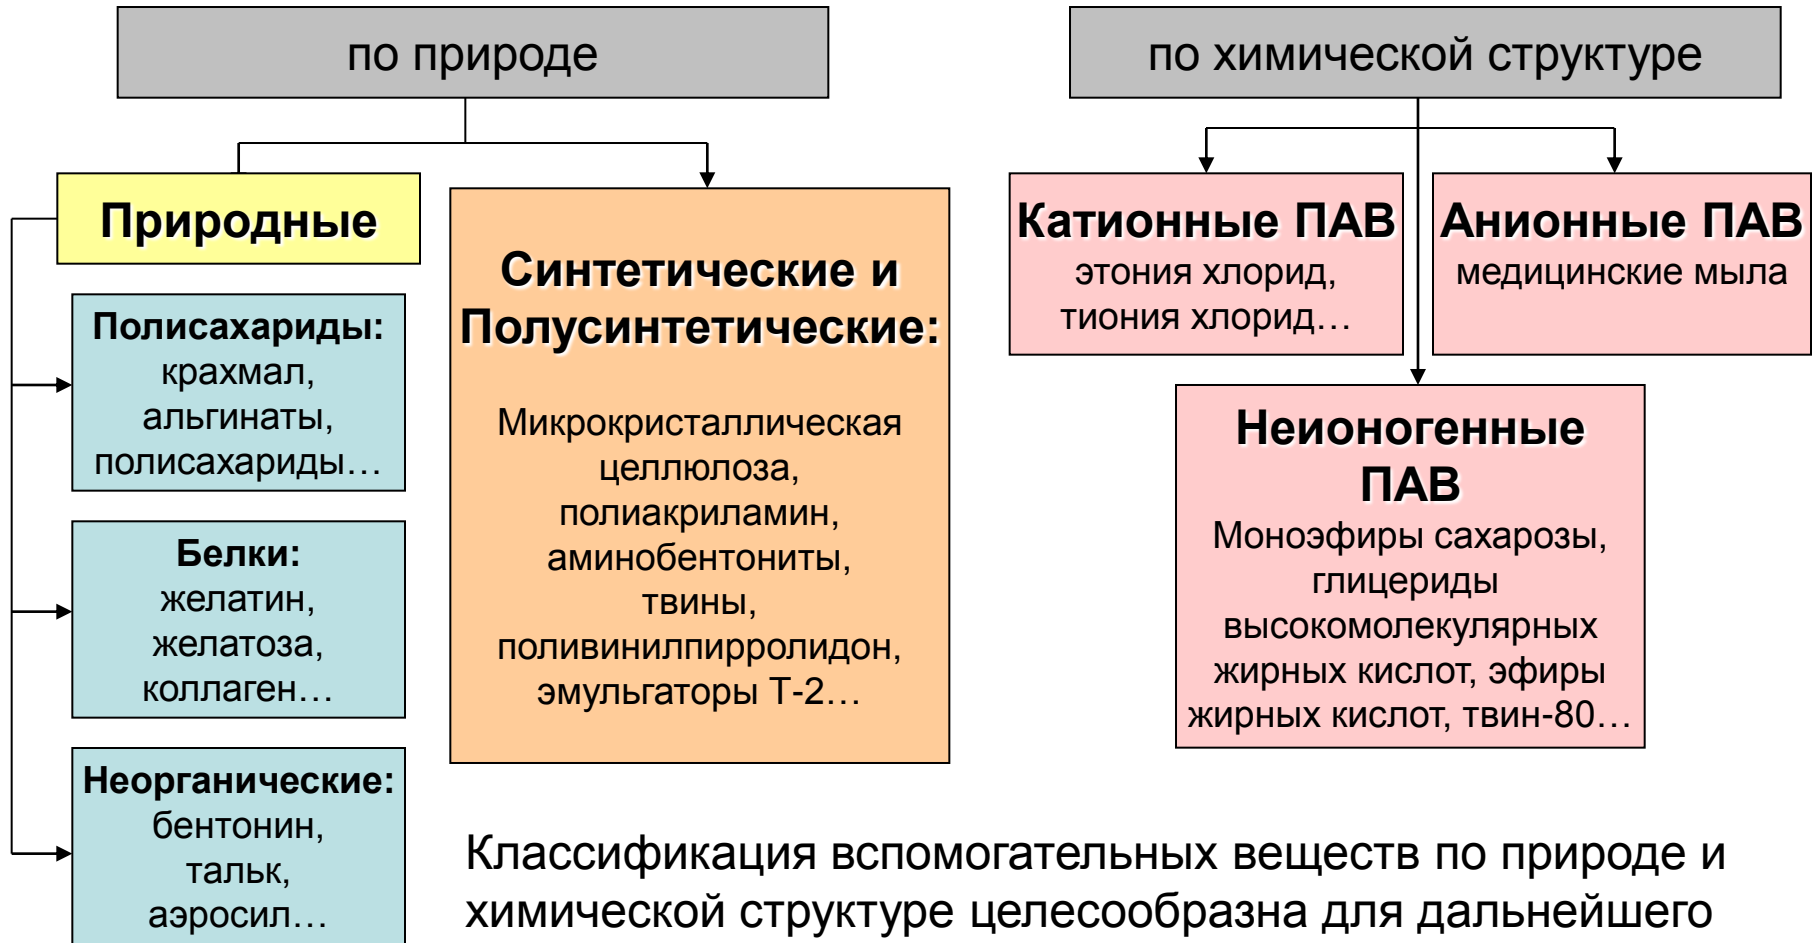 по природе
Природные
Полисахариды:
крахмал,
альгинаты,
полисахариды…
Белки:
желатин,
желатоза,
коллаген…
Неорганические:
бентонин,
тальк,
аэросил…
Синтетические и
Полусинтетические:
Микрокристаллическая
целлюлоза,
полиакриламин,
аминобентониты,
твины,
поливинилпирролидон,
эмульгаторы Т-2…
по химической структуре
Катионные ПАВ
этония хлорид,
тиония хлорид…
Анионные ПАВ
медицинские мыла
Неионогенные
ПАВ
Моноэфиры сахарозы,
глицериды
высокомолекулярных
жирных кислот, эфиры
жирных кислот, твин-80…
Классификация вспомогательных веществ по природе и
химической структуре целесообразна для дальнейшего